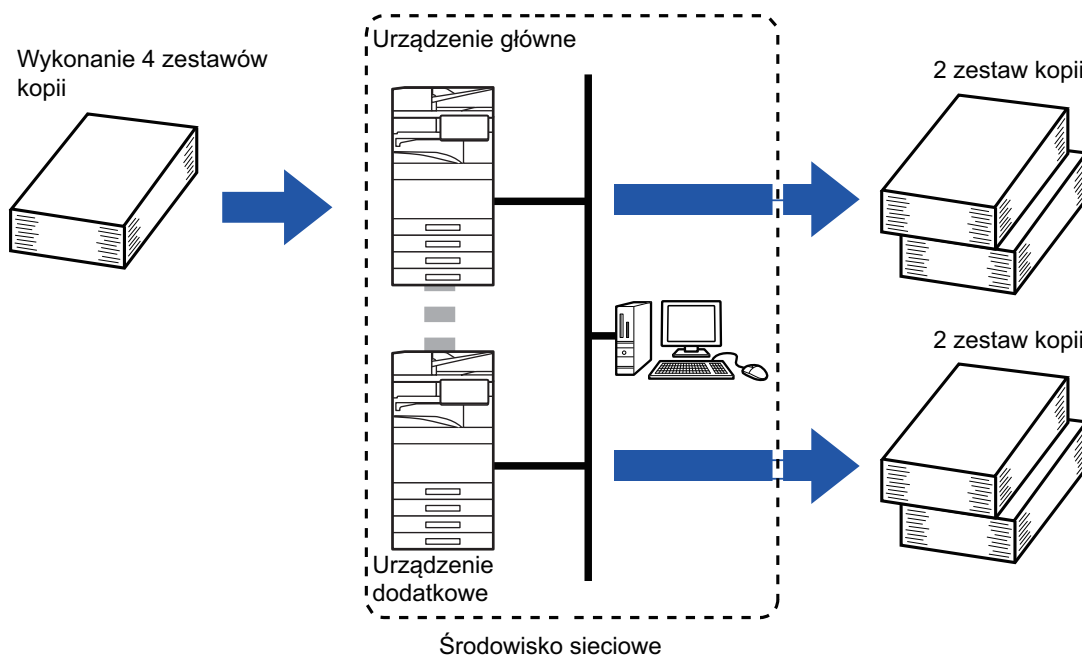 Wykonanie 4 zestawów
kopii
Urządzenie główne
2 zestaw kopii
2 zestaw kopii
Urządzenie
dodatkowe
Środowisko sieciowe